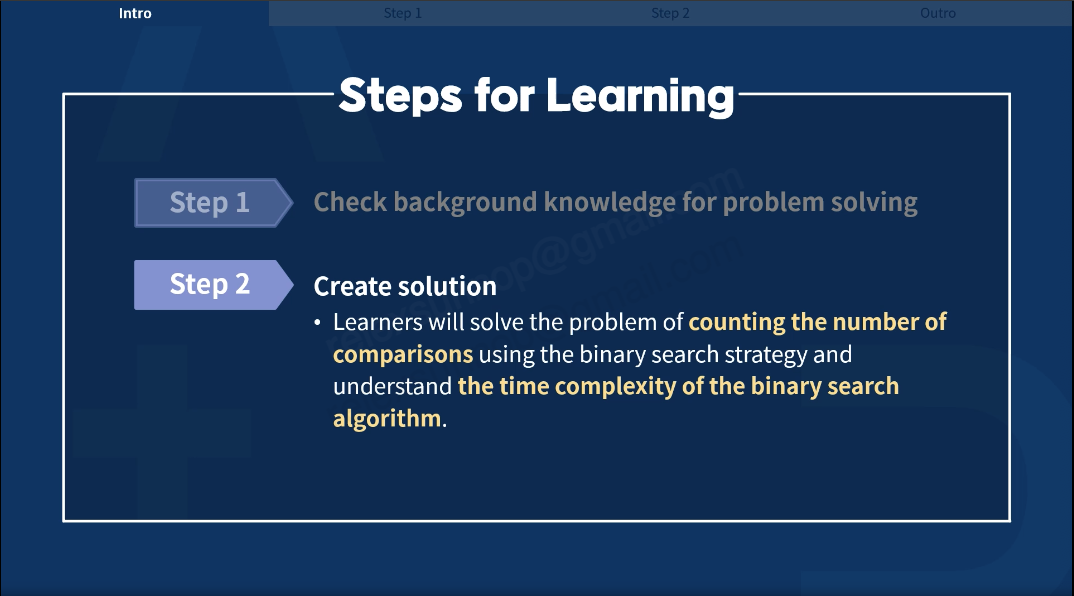 Intro
Step 1
Step 2
Outro
Steps for Learning
Step 1
Check background knowledge for problem solving
Step 2
Create solution
• Learners will solve the problem of counting the number of
comparisons using the binary search strategy and
understand the time complexity of the binary search
algorithm.